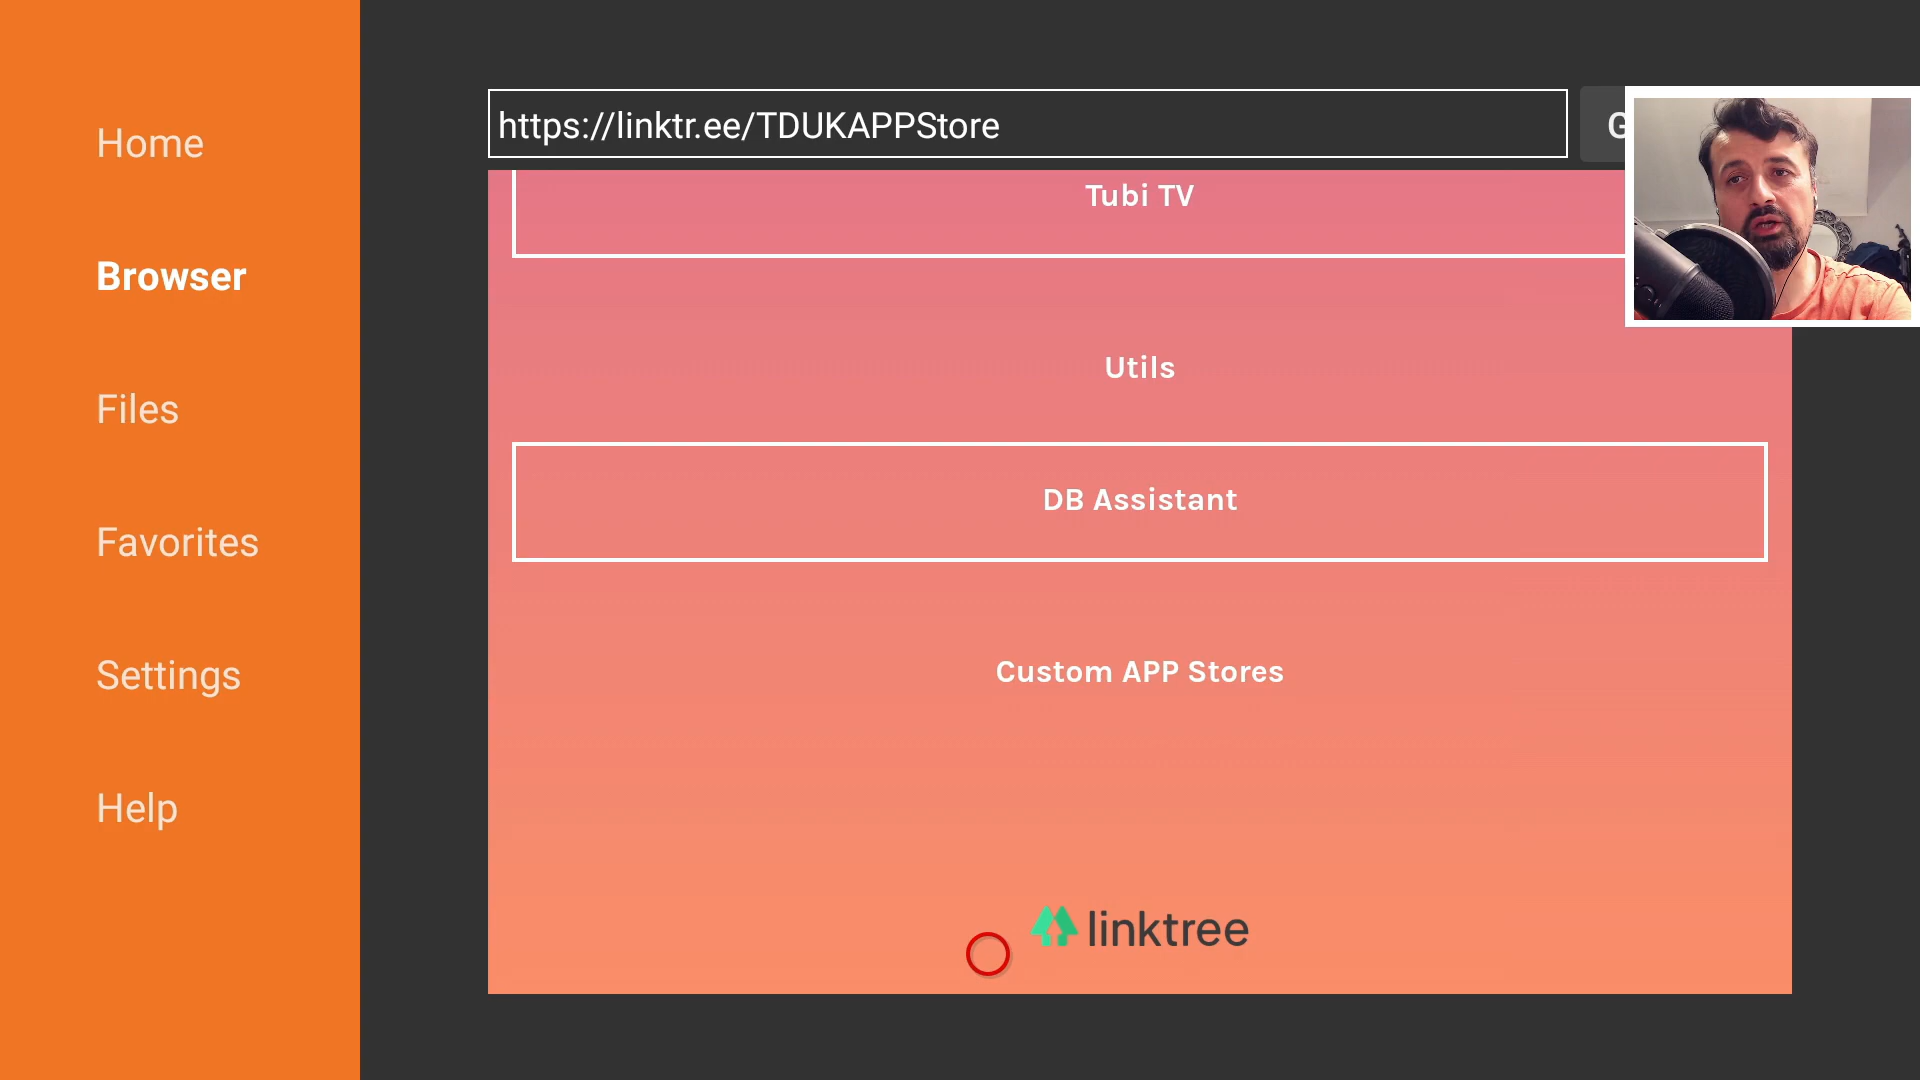 Home
Browser
Files
Favorites
Settings
Help
https://linktr.ee/TDUKAPPStore
Tubi TV
Utils
DB Assistant
Custom APP Stores
linktree